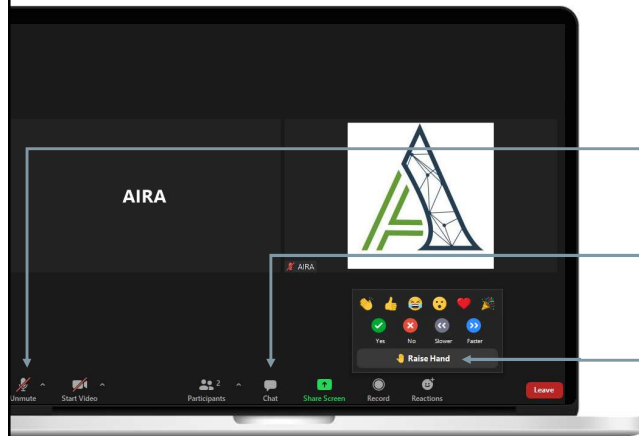 AIRA
AIRA
Yes No Slower Faster
Raise Hand
Unmute Start Video Participants 2 Chat Share Screen Record Reactions Leave